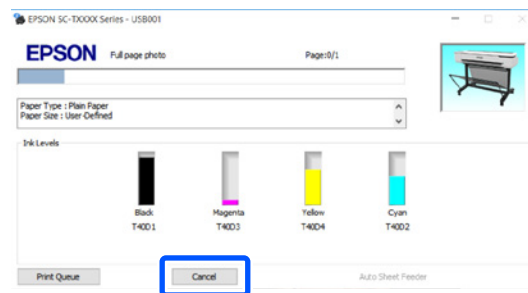 EPSON SC-TXXXX Series - USB001
EPSON Full page photo Page:0/1
Paper Type : Plain Paper
Paper Size : User-Defined
Ink Levels
Black Magenta Yellow Cyan
T40D1 T40D3 T40D4 T40D2
Print Queue Cancel Auto Sheet Feeder